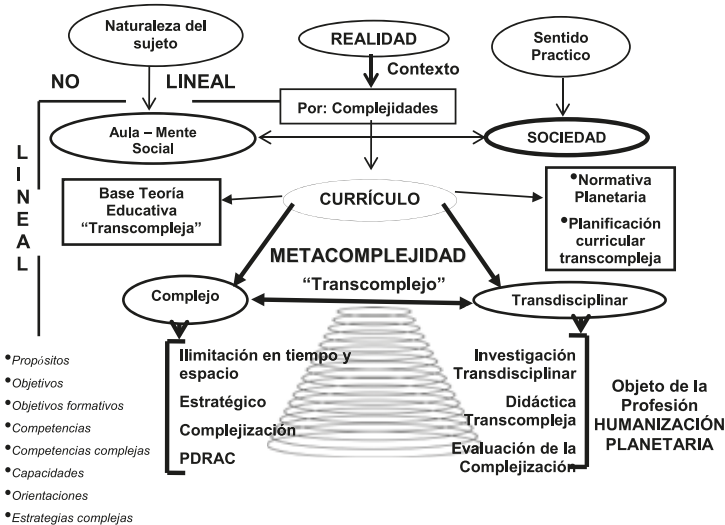 Naturaleza del
sujeto
REALIDAD
Sentido
Practico
Contexto
NO
LINEAL
Por: Complejidades
Aula – Mente
Social
SOCIEDAD
L
I
N
E
A
L
Base Teoría
Educativa
“Transcompleja”
CURRÍCULO
•Normativa
Planetaria
•Planificación
curricular
transcompleja
METACOMPLEJIDAD
“Transcomplejo”
Complejo
Transdisciplinar
•Propósitos
•Objetivos
•Objetivos formativos
•Competencias
•Competencias complejas
•Capacidades
•Orientaciones
•Estrategias complejas
Ilimitación en tiempo y
espacio
Estratégico
Complejización
PDRAC
Investigación
Transdisciplinar
Didáctica
Transcompleja
Evaluación de la
Complejización
Objeto de la
Profesión
HUMANIZACIÓN
PLANETARIA